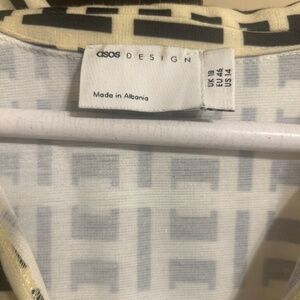 asos DESIGN
Made in Albania
UK 18
EU 46
US 14